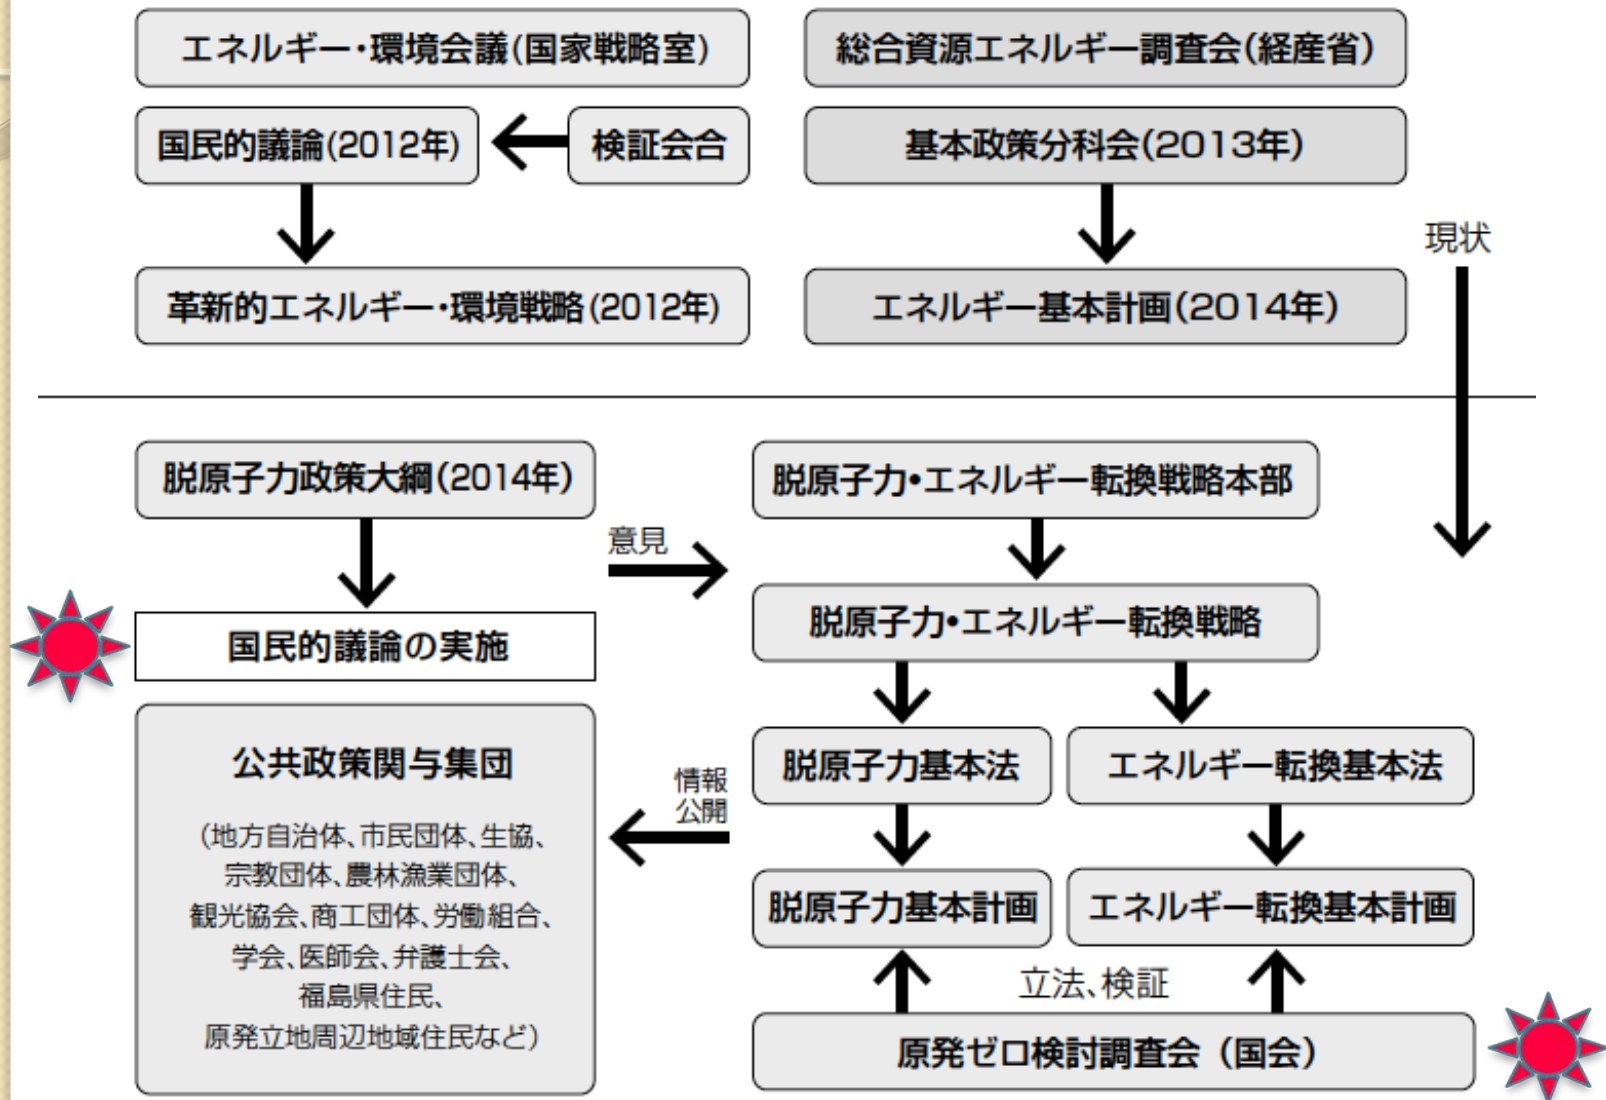 エネルギー・環境会議(国家戦略室)
総合資源エネルギー調査会(経産省)
国民的議論(2012年)
検証会合
基本政策分科会(2013年)
現状
革新的エネルギー・環境戦略(2012年)
エネルギー基本計画(2014年)
脱原子力政策大綱(2014年)
脱原子力・エネルギー転換戦略本部
意見
国民的議論の実施
脱原子力・エネルギー転換戦略
公共政策関与集団
(地方自治体、市民団体、生協、
宗教団体、農林漁業団体、
観光協会、商工団体、労働組合、
学会、医師会、弁護士会、
福島県住民、
原発立地周辺地域住民など)
情報
公開
脱原子力基本法
エネルギー転換基本法
脱原子力基本計画
エネルギー転換基本計画
立法、検証
原発ゼロ検討調査会(国会)